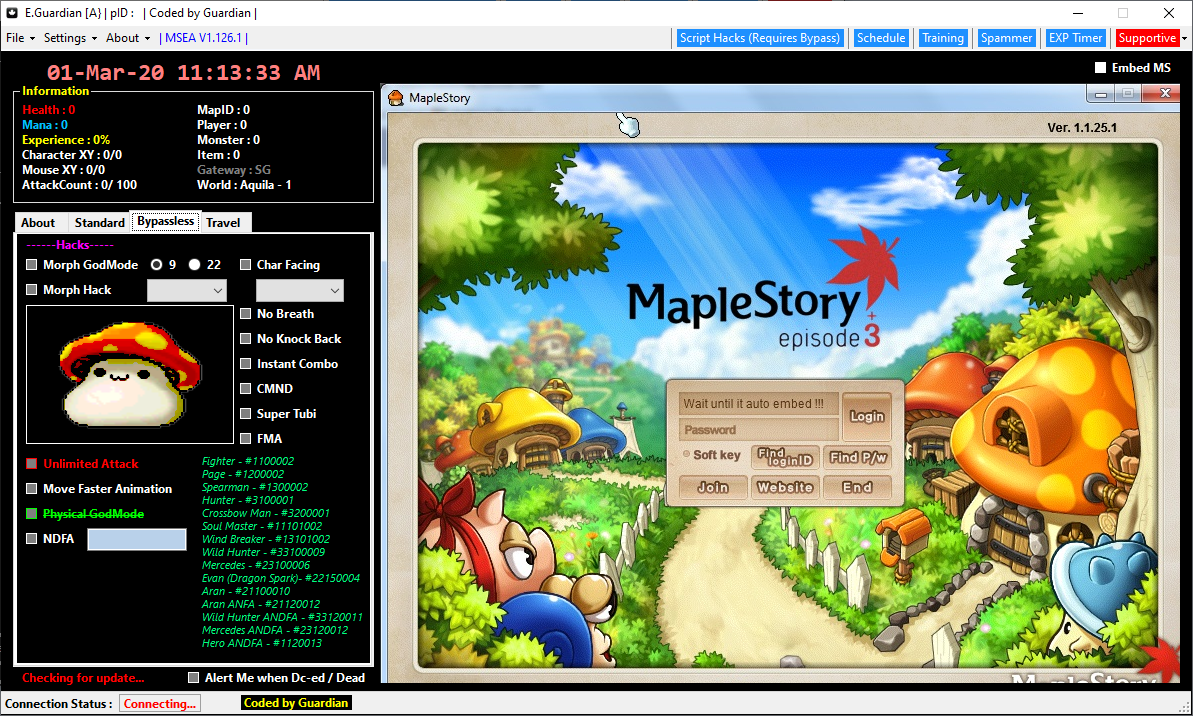 E.Guardian [A] | pID : | Coded by Guardian |
File Settings About | MSEA V1.126.1 | Script Hacks (Requires Bypass) Schedule Training Spammer EXP Timer Supportive
01-Mar-20 11:13:33 AM
Embed MS
Information
Health : 0
Mana : 0
Experience : 0%
Character XY : 0/0
Mouse XY : 0/0
AttackCount : 0/ 100
MapID : 0
Player : 0
Monster : 0
Item : 0
Gateway : SG
World : Aquila - 1
About Standard Bypassless Travel
------Hacks-----
Morph GodMode 9 22 Char Facing
Morph Hack
No Breath
No Knock Back
Instant Combo
CMND
Super Tubi
FMA
Unlimited Attack
Move Faster Animation
Physical GodMode
NDFA
Fighter - #1100002
Page - #1200002
Spearman - #1300002
Hunter - #3100001
Crossbow Man - #3200001
Soul Master - #11101002
Wind Breaker - #13101002
Wild Hunter - #33100009
Mercedes - #23100006
Evan (Dragon Spark)- #22150004
Aran - #21100010
Aran ANFA - #21120012
Wild Hunter ANDFA - #33120011
Mercedes ANDFA - #23120012
Hero ANDFA - #1120013
Checking for update... Alert Me when Dc-ed / Dead
Connection Status : Connecting... Coded by Guardian
MapleStory
Ver. 1.1.25.1
MapleStory
episode + 3
Wait until it auto embed !!!
Password
Login
Soft key Find loginID Find P/w
Join Website End
MapleStory